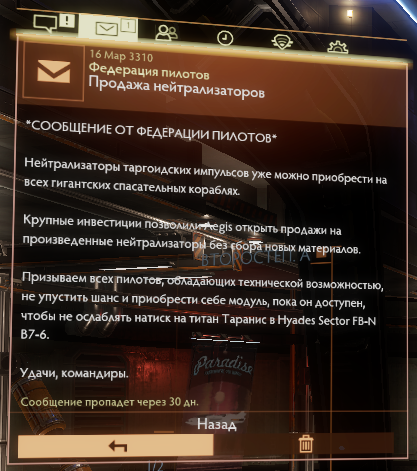 16 Мар 3310
Федерация пилотов
Продажа нейтрализаторов
*СООБЩЕНИЕ ОТ ФЕДЕРАЦИИ ПИЛОТОВ*
Нейтрализаторы таргоидских импульсов уже можно приобрести на
всех гигантских спасательных кораблях.
Крупные инвестиции позволили Aegis открыть продажи на
произведенные нейтрализаторы без сбора новых материалов.
Призываем всех пилотов, обладающих технической возможностью,
не упустить шанс и приобрести себе модуль, пока он доступен,
чтобы не ослаблять натиск на титан Таранис в Hyades Sector FB-N
B7-6.
Paradise
Удачи, командиры.
Сообщение пропадет через 30 дн.
Назад